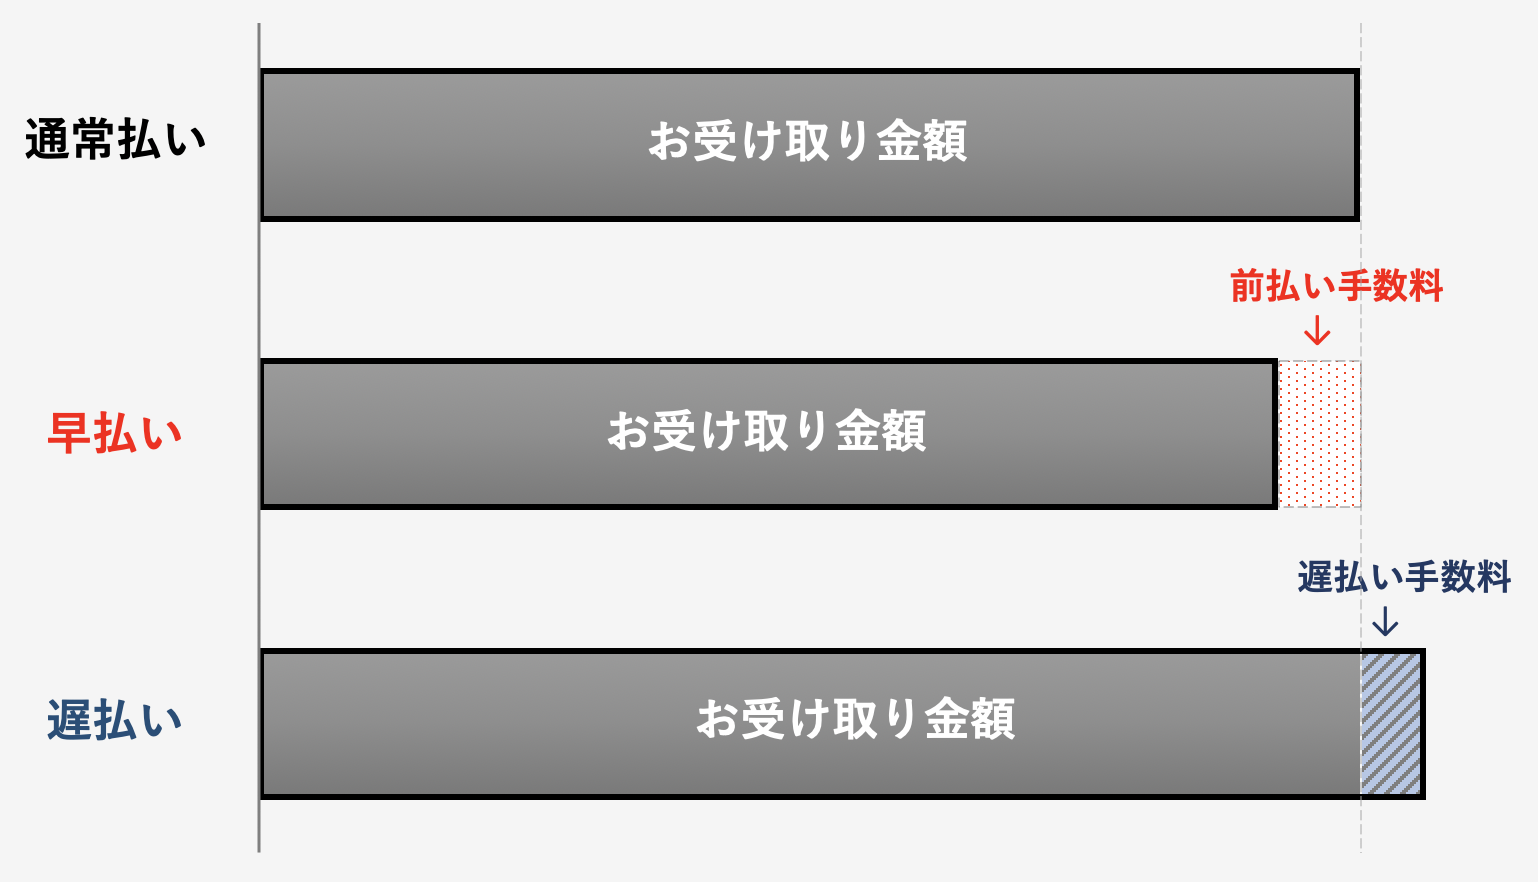 通常払い
お受け取り金額
前払い手数料
↓
早払い
お受け取り金額
遅払い手数料
↓
遅払い
お受け取り金額